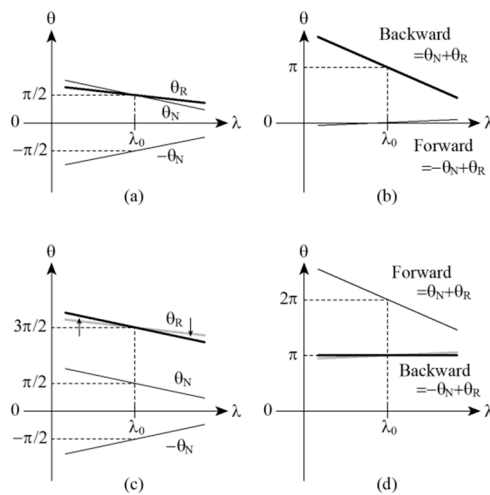 θ
π/2
0
−π/2
θR
θN
−θN
λ0
λ
(a)
θ
π
0
Backward
=θN+θR
λ0
λ
Forward
=−θN+θR
(b)
θ
3π/2
π/2
0
−π/2
θR
θN
−θN
λ0
λ
(c)
θ
2π
π
0
Forward
=θN+θR
Backward
=−θN+θR
λ0
λ
(d)